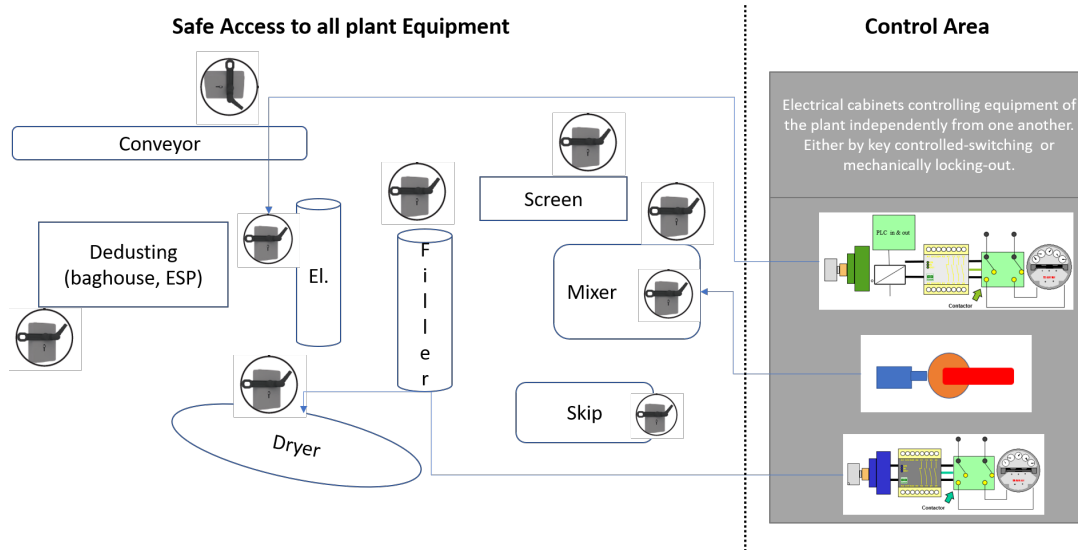 Safe Access to all plant Equipment
Control Area
Conveyor
Electrical cabinets controlling equipment of
the plant independently from one another.
Either by key controlled-switching or
mechanically locking-out.
Screen
Dedusting
(baghouse, ESP)
El.
Filler
Mixer
PLC in & out
Contactor
Skip
Dryer
Contactor